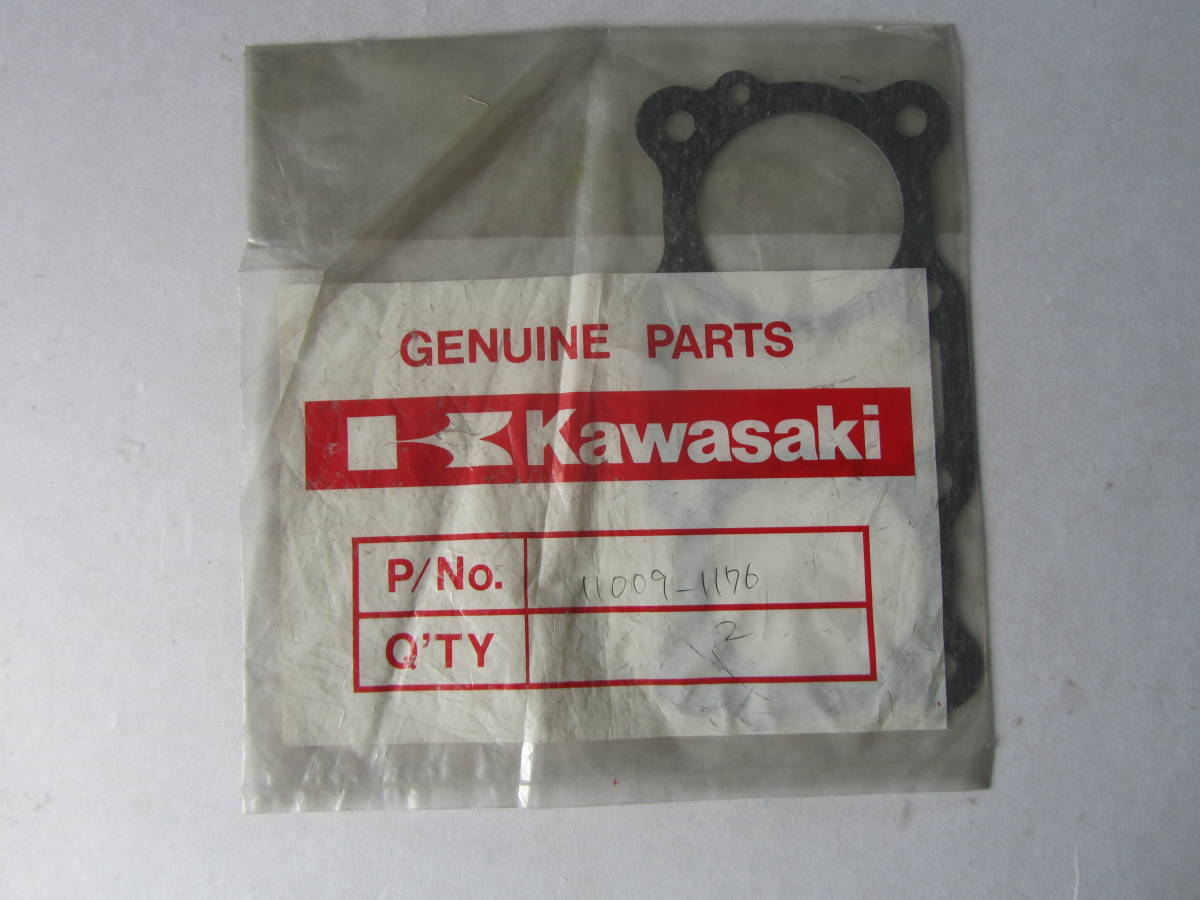 GENUINE PARTS
Kawasaki
P/No. 11009-1176
Q'TY 2